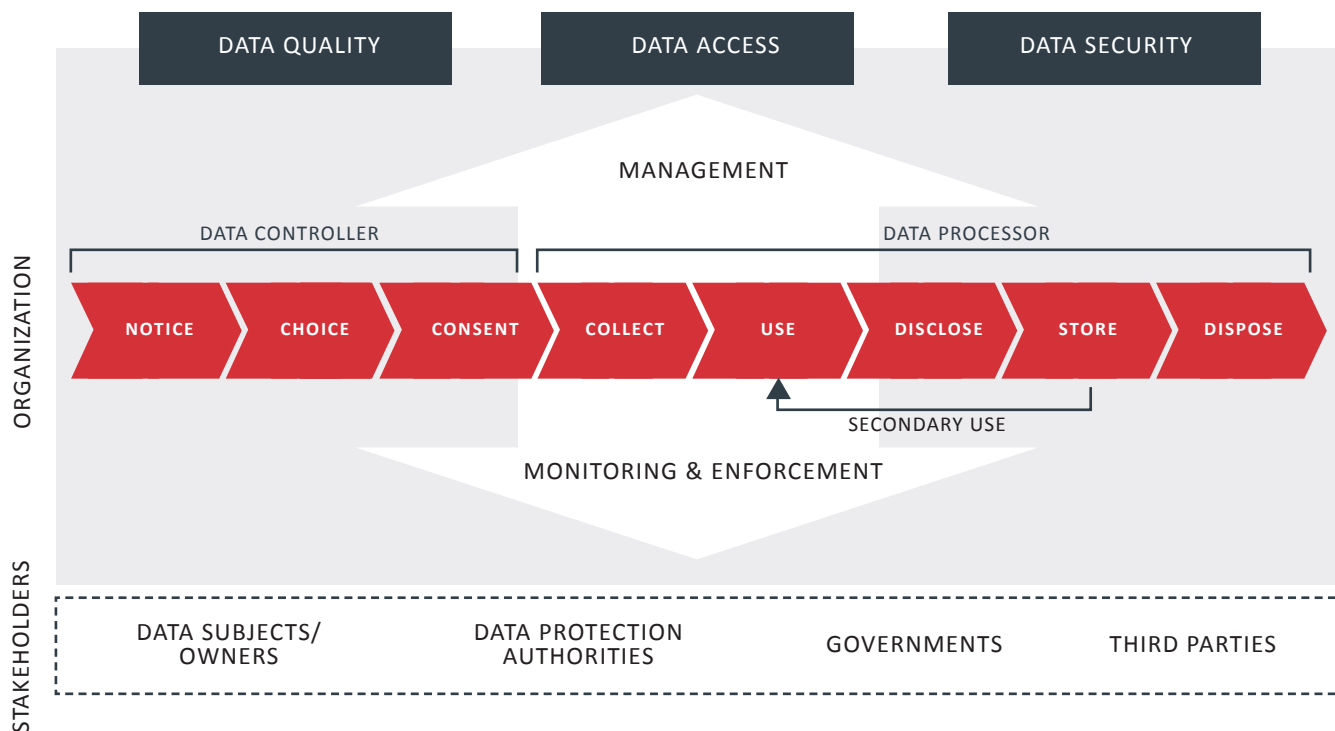 DATA QUALITY
DATA ACCESS
DATA SECURITY
MANAGEMENT
DATA CONTROLLER
DATA PROCESSOR
ORGANIZATION
NOTICE
CHOICE
CONSENT
COLLECT
USE
DISCLOSE
STORE
DISPOSE
SECONDARY USE
MONITORING & ENFORCEMENT
STAKEHOLDERS
DATA SUBJECTS/
OWNERS
DATA PROTECTION
AUTHORITIES
GOVERNMENTS
THIRD PARTIES